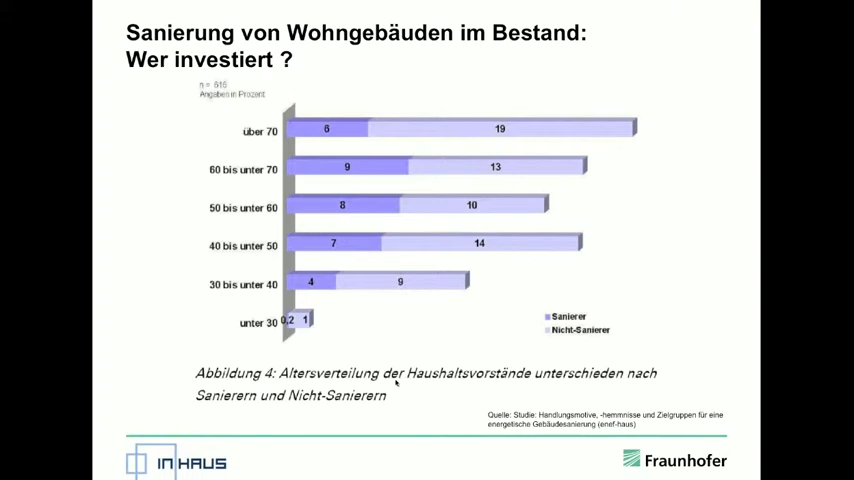 Sanierung von Wohngebäuden im Bestand:
Wer investiert ?
n = 616
Angaben in Prozent
über 70
6
19
60 bis unter 70
9
13
50 bis unter 60
8
10
40 bis unter 50
7
14
30 bis unter 40
4
9
unter 30
0,2
1
Sanierer
Nicht-Sanierer
Abbildung 4: Altersverteilung der Haushaltsvorstände unterschieden nach
Sanierern und Nicht-Sanierern
Quelle: Studie: Handlungsmotive, -hemmnisse und Zielgruppen für eine
energetische Gebäudesanierung (enef-haus)
INHAUS
Fraunhofer